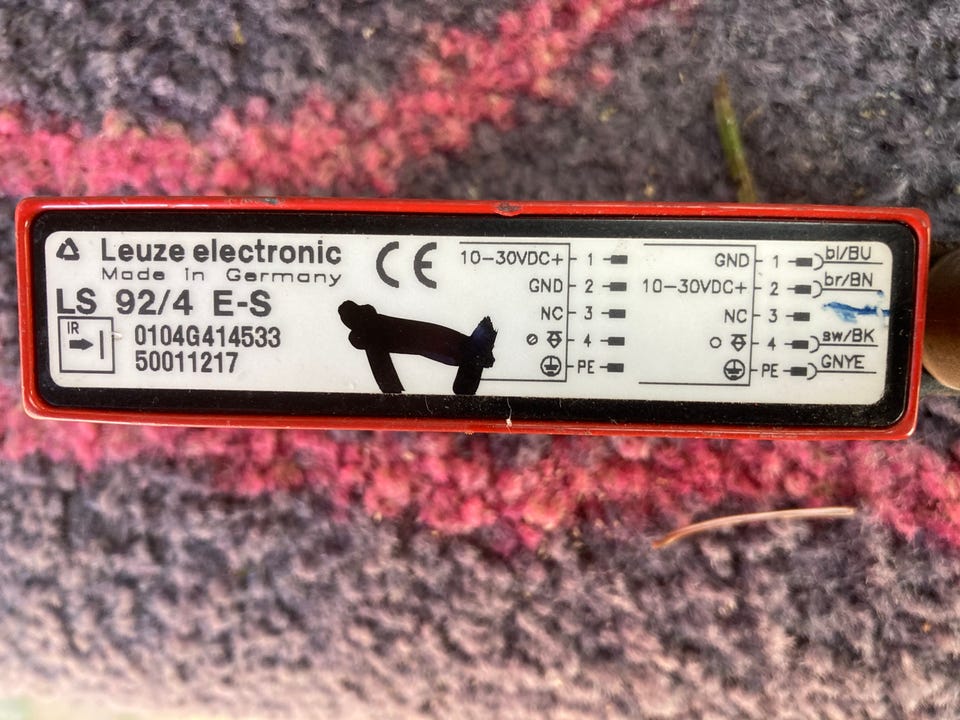 Leuze electronic
Made in Germany
LS 92/4 E-S
IR
0104G414533
50011217
CE
10-30VDC+ 1
GND 2
NC 3
4
PE
GND 1 bl/BU
10-30VDC+ 2 br/BN
NC 3
4 sw/BK
PE GNYE